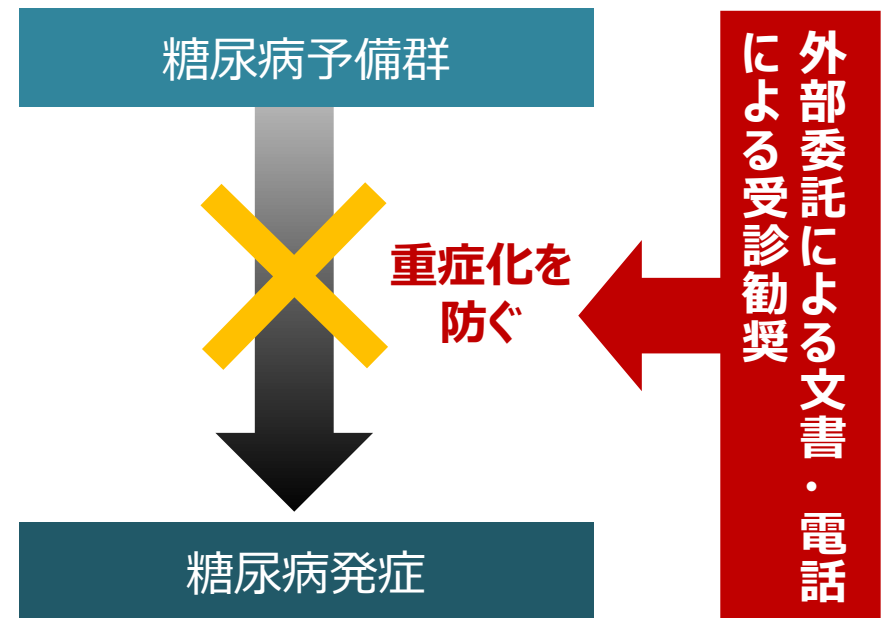 糖尿病予備群
重症化を
防ぐ
糖尿病発症
外部委託による文書・電話
による受診勧奨